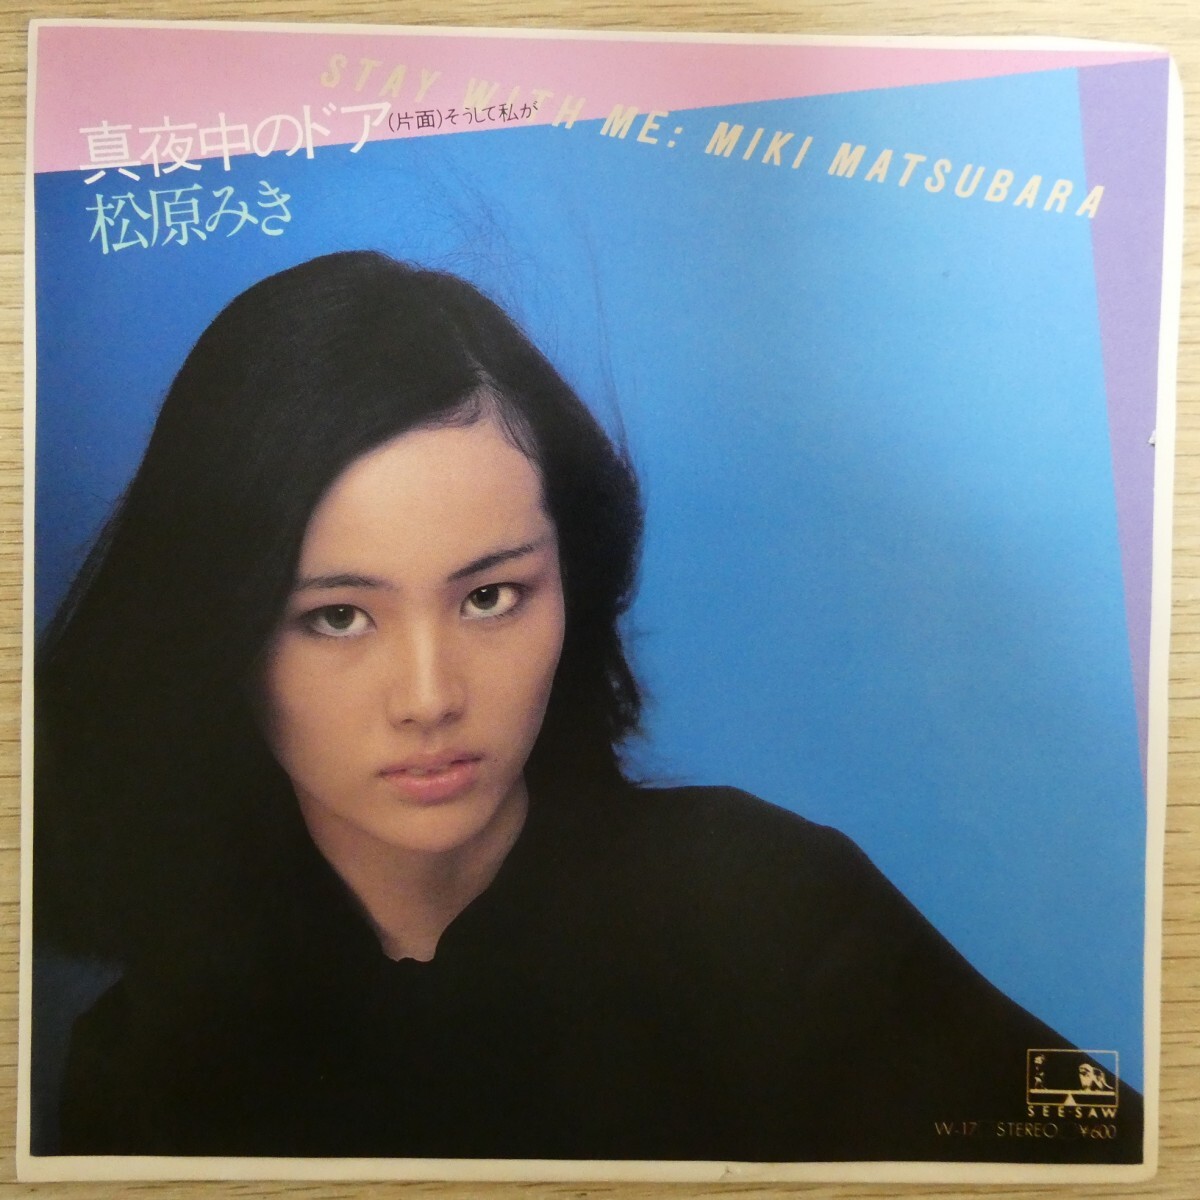 STAY WITH ME: MIKI MATSUBARA
真夜中のドア(片面)そうして私が
松原みき
SEE·SAW
W-17 STEREO ¥600